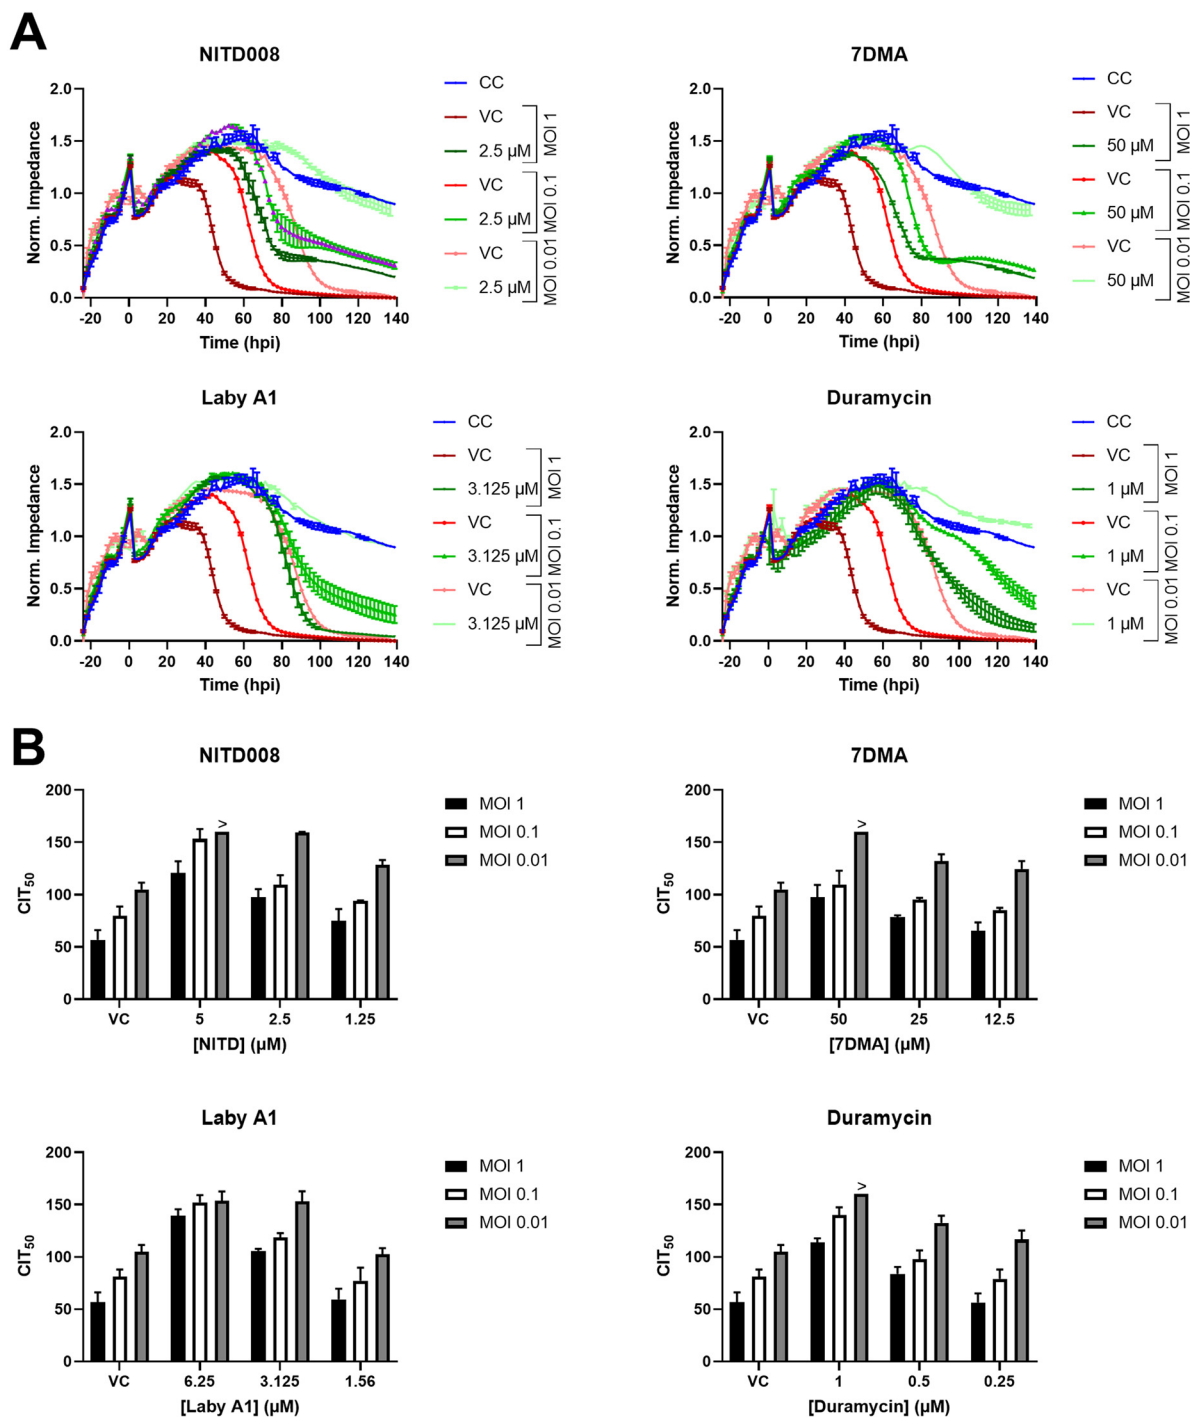 A
NITD008
Norm. Impedance
2.0
1.5
1.0
0.5
0.0
-20 0 20 40 60 80 100 120 140
Time (hpi)
CC
VC
2.5 µM
MOI 1
VC
2.5 µM
MOI 0.1
VC
2.5 µM
MOI 0.01
7DMA
Norm. Impedance
2.0
1.5
1.0
0.5
0.0
-20 0 20 40 60 80 100 120 140
Time (hpi)
CC
VC
50 µM
MOI 1
VC
50 µM
MOI 0.1
VC
50 µM
MOI 0.01
Laby A1
Norm. Impedance
2.0
1.5
1.0
0.5
0.0
-20 0 20 40 60 80 100 120 140
Time (hpi)
CC
VC
3.125 µM
MOI 1
VC
3.125 µM
MOI 0.1
VC
3.125 µM
MOI 0.01
Duramycin
Norm. Impedance
2.0
1.5
1.0
0.5
0.0
-20 0 20 40 60 80 100 120 140
Time (hpi)
CC
VC
1 µM
MOI 1
VC
1 µM
MOI 0.1
VC
1 µM
MOI 0.01
B
NITD008
CIT50
200
150
100
50
0
>
VC 5 2.5 1.25
[NITD] (µM)
MOI 1
MOI 0.1
MOI 0.01
7DMA
CIT50
200
150
100
50
0
>
VC 50 25 12.5
[7DMA] (µM)
MOI 1
MOI 0.1
MOI 0.01
Laby A1
CIT50
200
150
100
50
0
VC 6.25 3.125 1.56
[Laby A1] (µM)
MOI 1
MOI 0.1
MOI 0.01
Duramycin
CIT50
200
150
100
50
0
>
VC 1 0.5 0.25
[Duramycin] (µM)
MOI 1
MOI 0.1
MOI 0.01